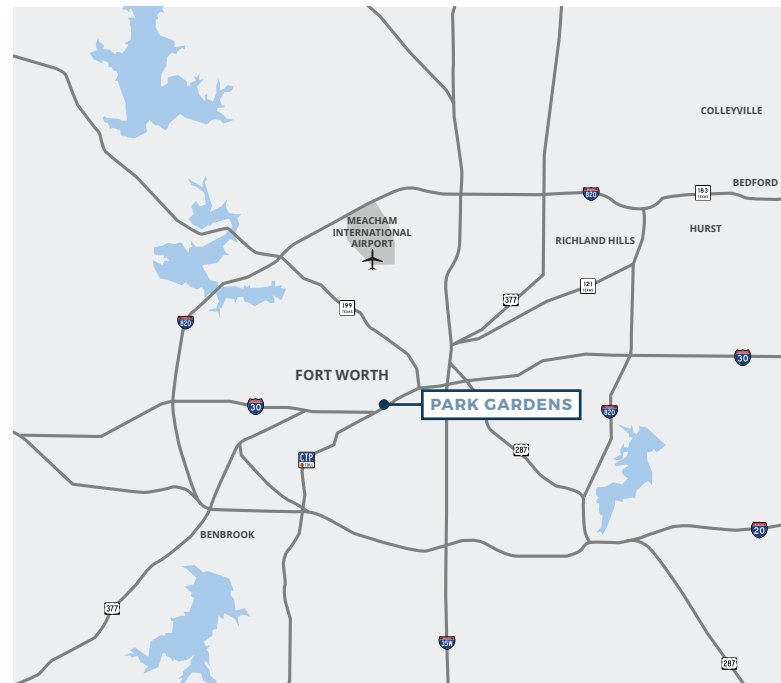 COLLEYVILLE
183
TEXAS
BEDFORD
820
MEACHAM
INTERNATIONAL
AIRPORT
HURST
RICHLAND HILLS
121
TEXAS
377
199
TEXAS
820
30
FORT WORTH
PARK GARDENS
30
820
287
CTP
TOLL
20
BENBROOK
377
35W
287